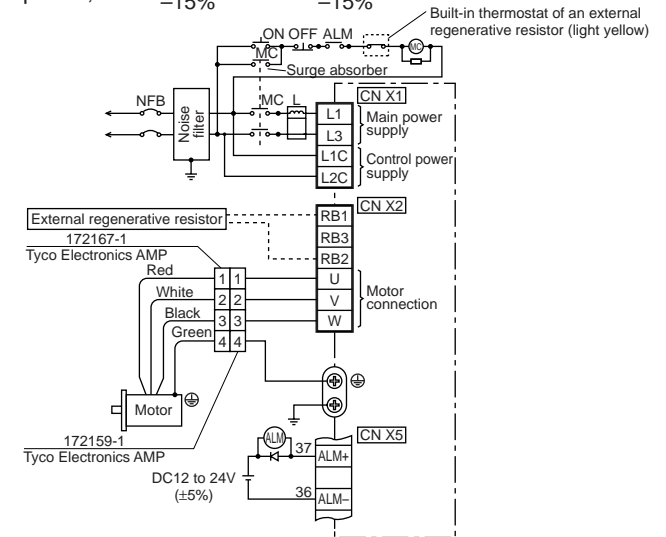 −15% −15%
Built-in thermostat of an external
regenerative resistor (light yellow)
ON OFF ALM
MC
MC
Surge absorber
NFB
Noise
filter
MC L
CN X1
L1
L3
L1C
L2C
Main power
supply
Control power
supply
CN X2
External regenerative resistor
RB1
RB3
RB2
U
V
W
Motor
connection
172167-1
Tyco Electronics AMP
Red
White
Black
Green
1 1
2 2
3 3
4 4
Motor
172159-1
Tyco Electronics AMP
CN X5
ALM
37
ALM+
DC12 to 24V
(±5%)
36
ALM−